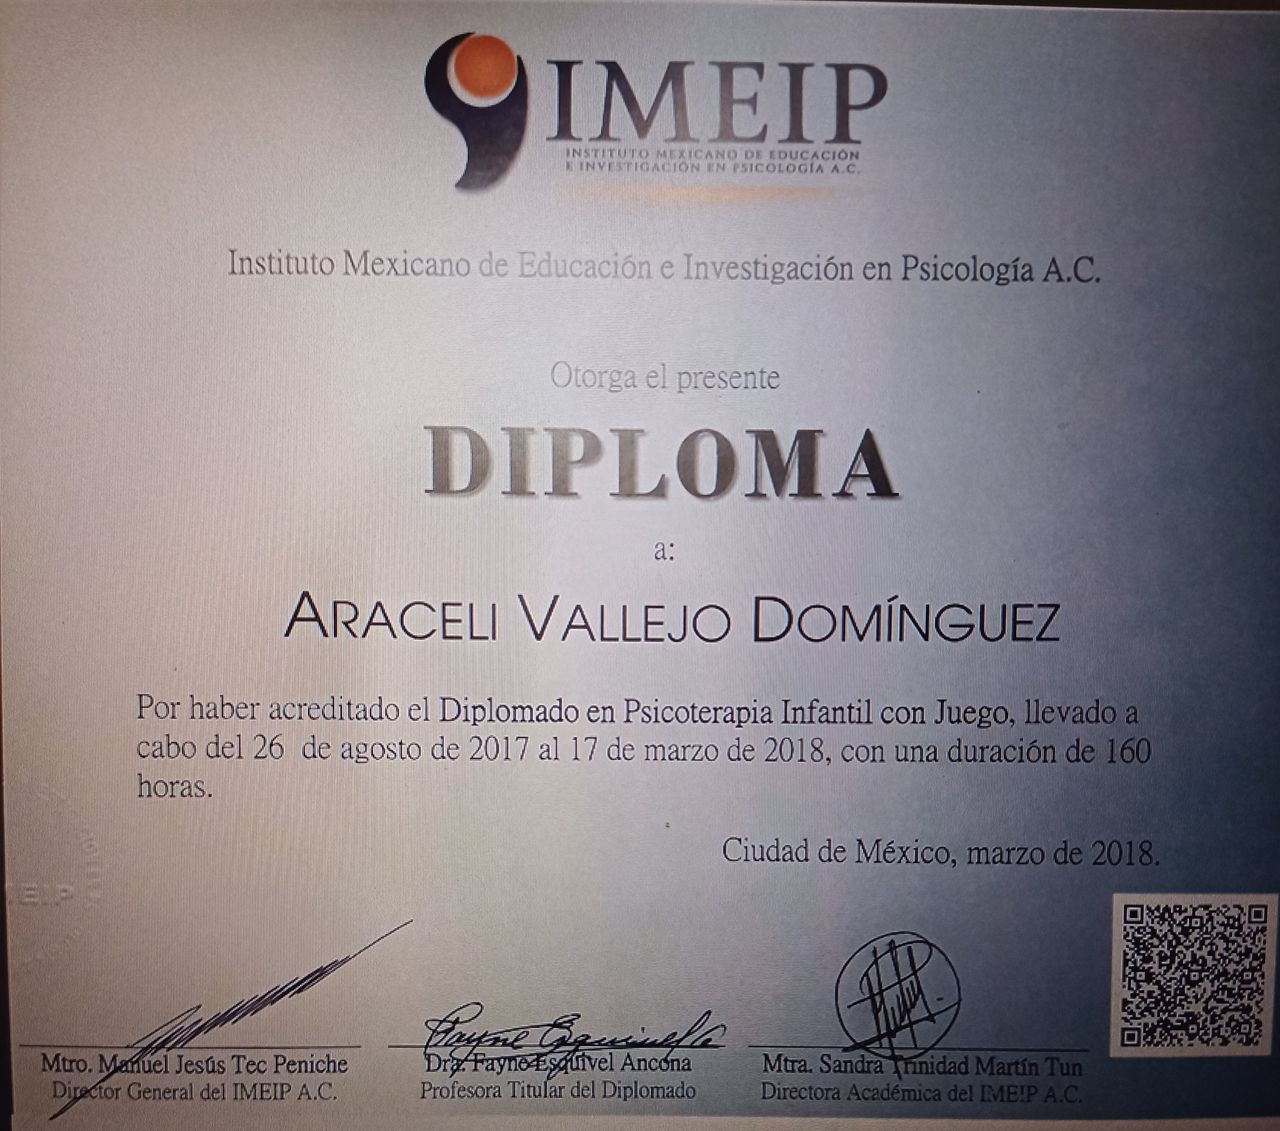 IMEIP
INSTITUTO MEXICANO DE EDUCACIÓN
E INVESTIGACIÓN EN PSICOLOGÍA A.C.
Instituto Mexicano de Educación e Investigación en Psicología A.C.
Otorga el presente
DIPLOMA
a:
ARACELI VALLEJO DOMÍNGUEZ
Por haber acreditado el Diplomado en Psicoterapia Infantil con Juego, llevado a
cabo del 26 de agosto de 2017 al 17 de marzo de 2018, con una duración de 160
horas.
Ciudad de México, marzo de 2018.
Mtro. Manuel Jesús Tec Peniche
Director General del IMEIP A.C.
Dra. Fayne Esquivel Ancona
Profesora Titular del Diplomado
Mtra. Sandra Trinidad Martín Tun
Directora Académica del IMEIP A.C.